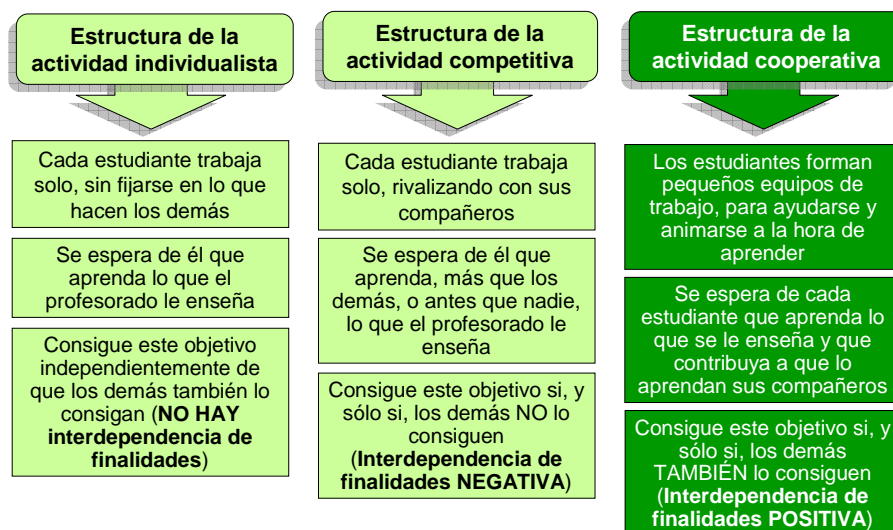 Estructura de la
actividad individualista
Cada estudiante trabaja
solo, sin fijarse en lo que
hacen los demás
Se espera de él que
aprenda lo que el
profesorado le enseña
Consigue este objetivo
independientemente de
que los demás también lo
consigan (NO HAY
interdependencia de
finalidades)
Estructura de la
actividad competitiva
Cada estudiante trabaja
solo, rivalizando con sus
compañeros
Se espera de él que
aprenda, más que los
demás, o antes que nadie,
lo que el profesorado le
enseña
Consigue este objetivo si, y
sólo si, los demás NO lo
consiguen
(Interdependencia de
finalidades NEGATIVA)
Estructura de la
actividad cooperativa
Los estudiantes forman
pequeños equipos de
trabajo, para ayudarse y
animarse a la hora de
aprender
Se espera de cada
estudiante que aprenda lo
que se le enseña y que
contribuya a que lo
aprendan sus compañeros
Consigue este objetivo si, y
sólo si, los demás
TAMBIÉN lo consiguen
(Interdependencia de
finalidades POSITIVA)